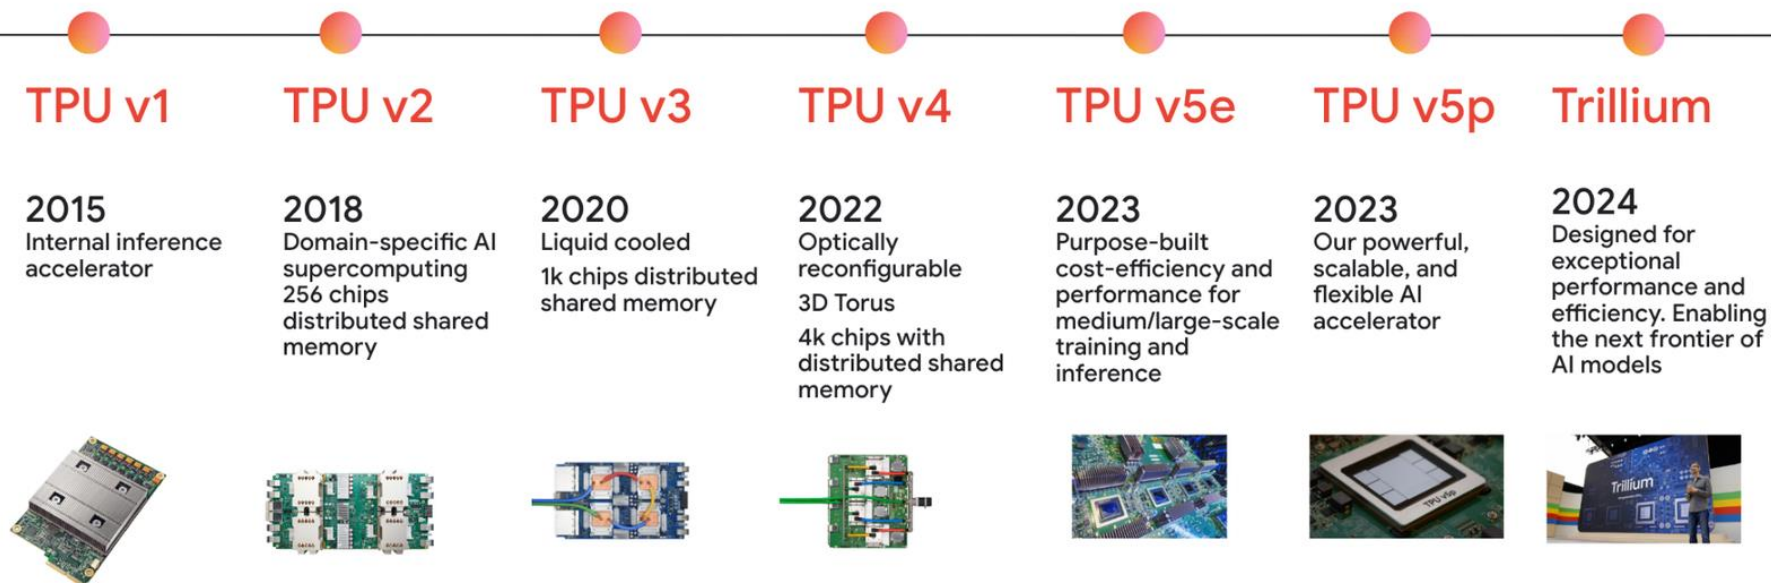 TPU v1
2015
Internal inference
accelerator
TPU v2
2018
Domain-specific AI
supercomputing
256 chips
distributed shared
memory
TPU v3
2020
Liquid cooled
1k chips distributed
shared memory
TPU v4
2022
Optically
reconfigurable
3D Torus
4k chips with
distributed shared
memory
TPU v5e
2023
Purpose-built
cost-efficiency and
performance for
medium/large-scale
training and
inference
TPU v5p
2023
Our powerful,
scalable, and
flexible AI
accelerator
TPU v5p
Trillium
2024
Designed for
exceptional
performance and
efficiency. Enabling
the next frontier of
AI models
Trillium